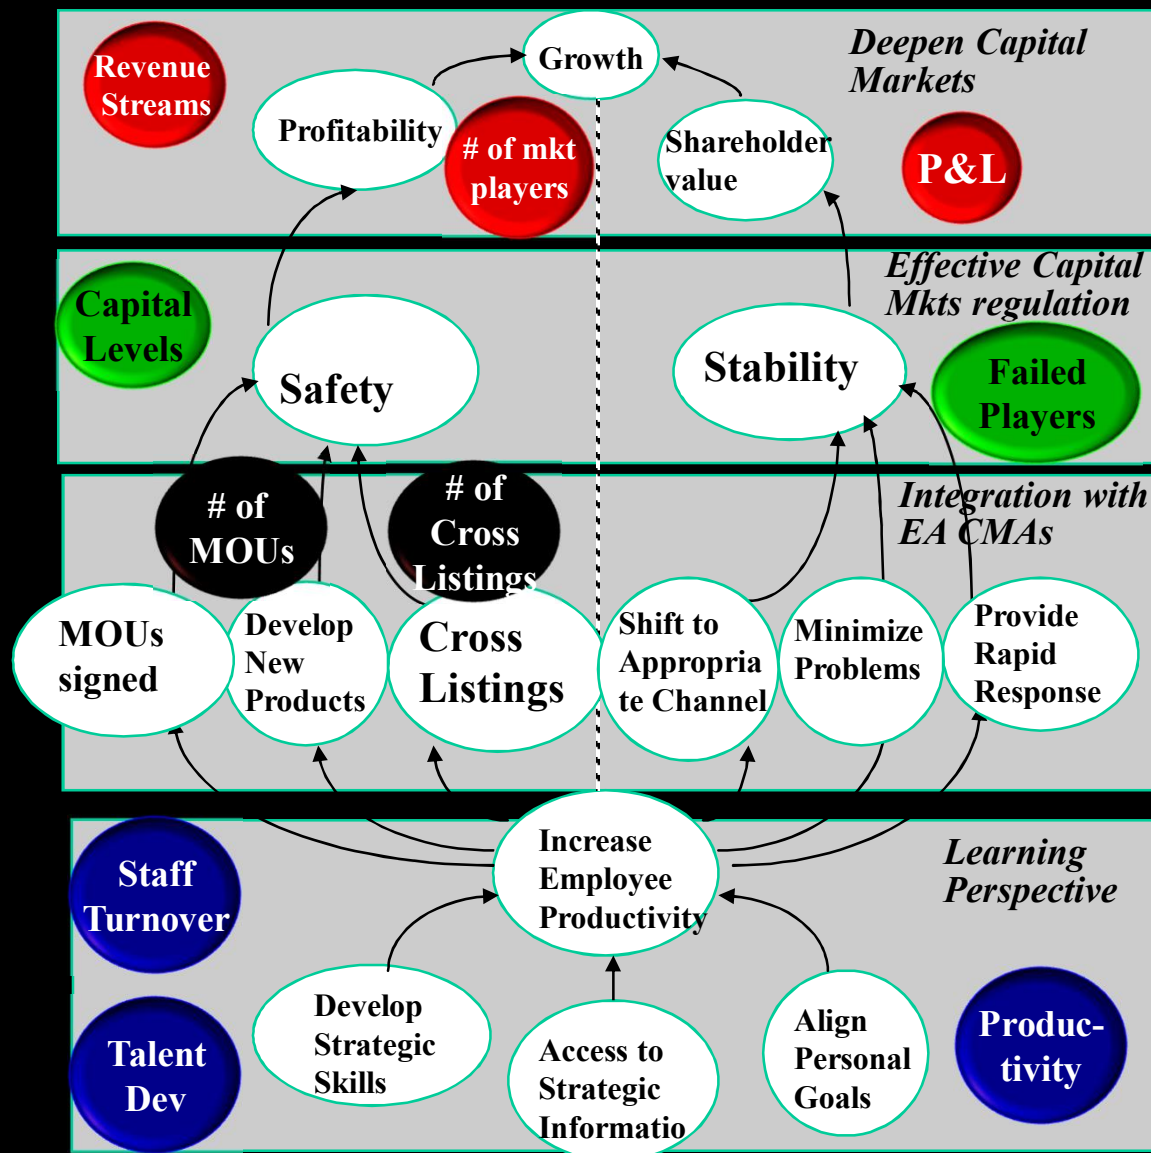 Growth
Deepen Capital
Markets
Revenue
Streams
Profitability
# of mkt
players
Shareholder
value
P&L
Effective Capital
Mkts regulation
Capital
Levels
Safety
Stability
Failed
Players
Integration with
EA CMAs
# of
MOUs
# of
Cross
Listings
MOUs
signed
Develop
New
Products
Cross
Listings
Shift to
Appropria
te Channel
Minimize
Problems
Provide
Rapid
Response
Learning
Perspective
Staff
Turnover
Increase
Employee
Productivity
Talent
Dev
Develop
Strategic
Skills
Access to
Strategic
Informatio
Align
Personal
Goals
Produc-
tivity